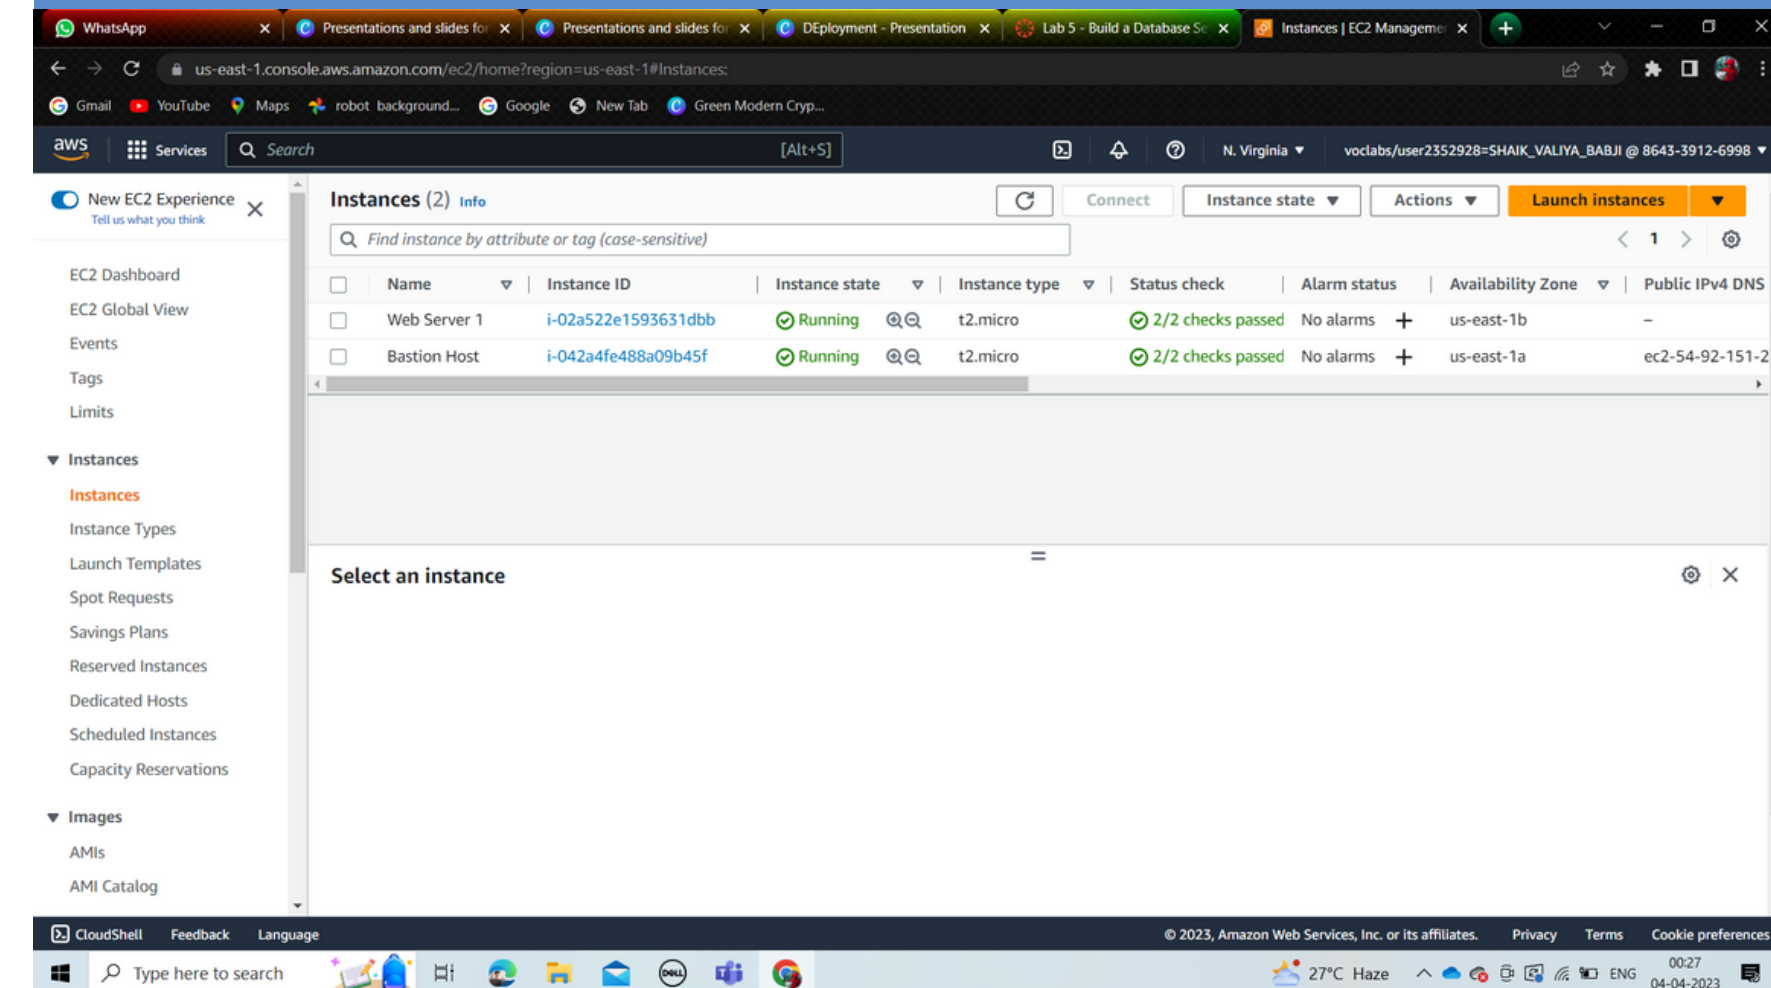 WhatsApp
Presentations and slides for
Presentations and slides for
DEployment - Presentation
Lab 5 - Build a Database Se
Instances | EC2 Managemer
us-east-1.console.aws.amazon.com/ec2/home?region=us-east-1#Instances:
Gmail YouTube Maps robot background... Google New Tab Green Modern Cryp...
aws Services Search [Alt+S] N. Virginia voclabs/user2352928=SHAIK_VALIYA_BABJI @ 8643-3912-6998
New EC2 Experience
Tell us what you think
EC2 Dashboard
EC2 Global View
Events
Tags
Limits
Instances
Instances
Instance Types
Launch Templates
Spot Requests
Savings Plans
Reserved Instances
Dedicated Hosts
Scheduled Instances
Capacity Reservations
Images
AMIs
AMI Catalog
Instances (2) Info Connect Instance state Actions Launch instances
Find instance by attribute or tag (case-sensitive) 1
Name Instance ID Instance state Instance type Status check Alarm status Availability Zone Public IPv4 DNS
Web Server 1 i-02a522e1593631dbb Running t2.micro 2/2 checks passed No alarms + us-east-1b –
Bastion Host i-042a4fe488a09b45f Running t2.micro 2/2 checks passed No alarms + us-east-1a ec2-54-92-151-2
Select an instance
CloudShell Feedback Language © 2023, Amazon Web Services, Inc. or its affiliates. Privacy Terms Cookie preferences
Type here to search DELL 27°C Haze ENG 00:27
04-04-2023